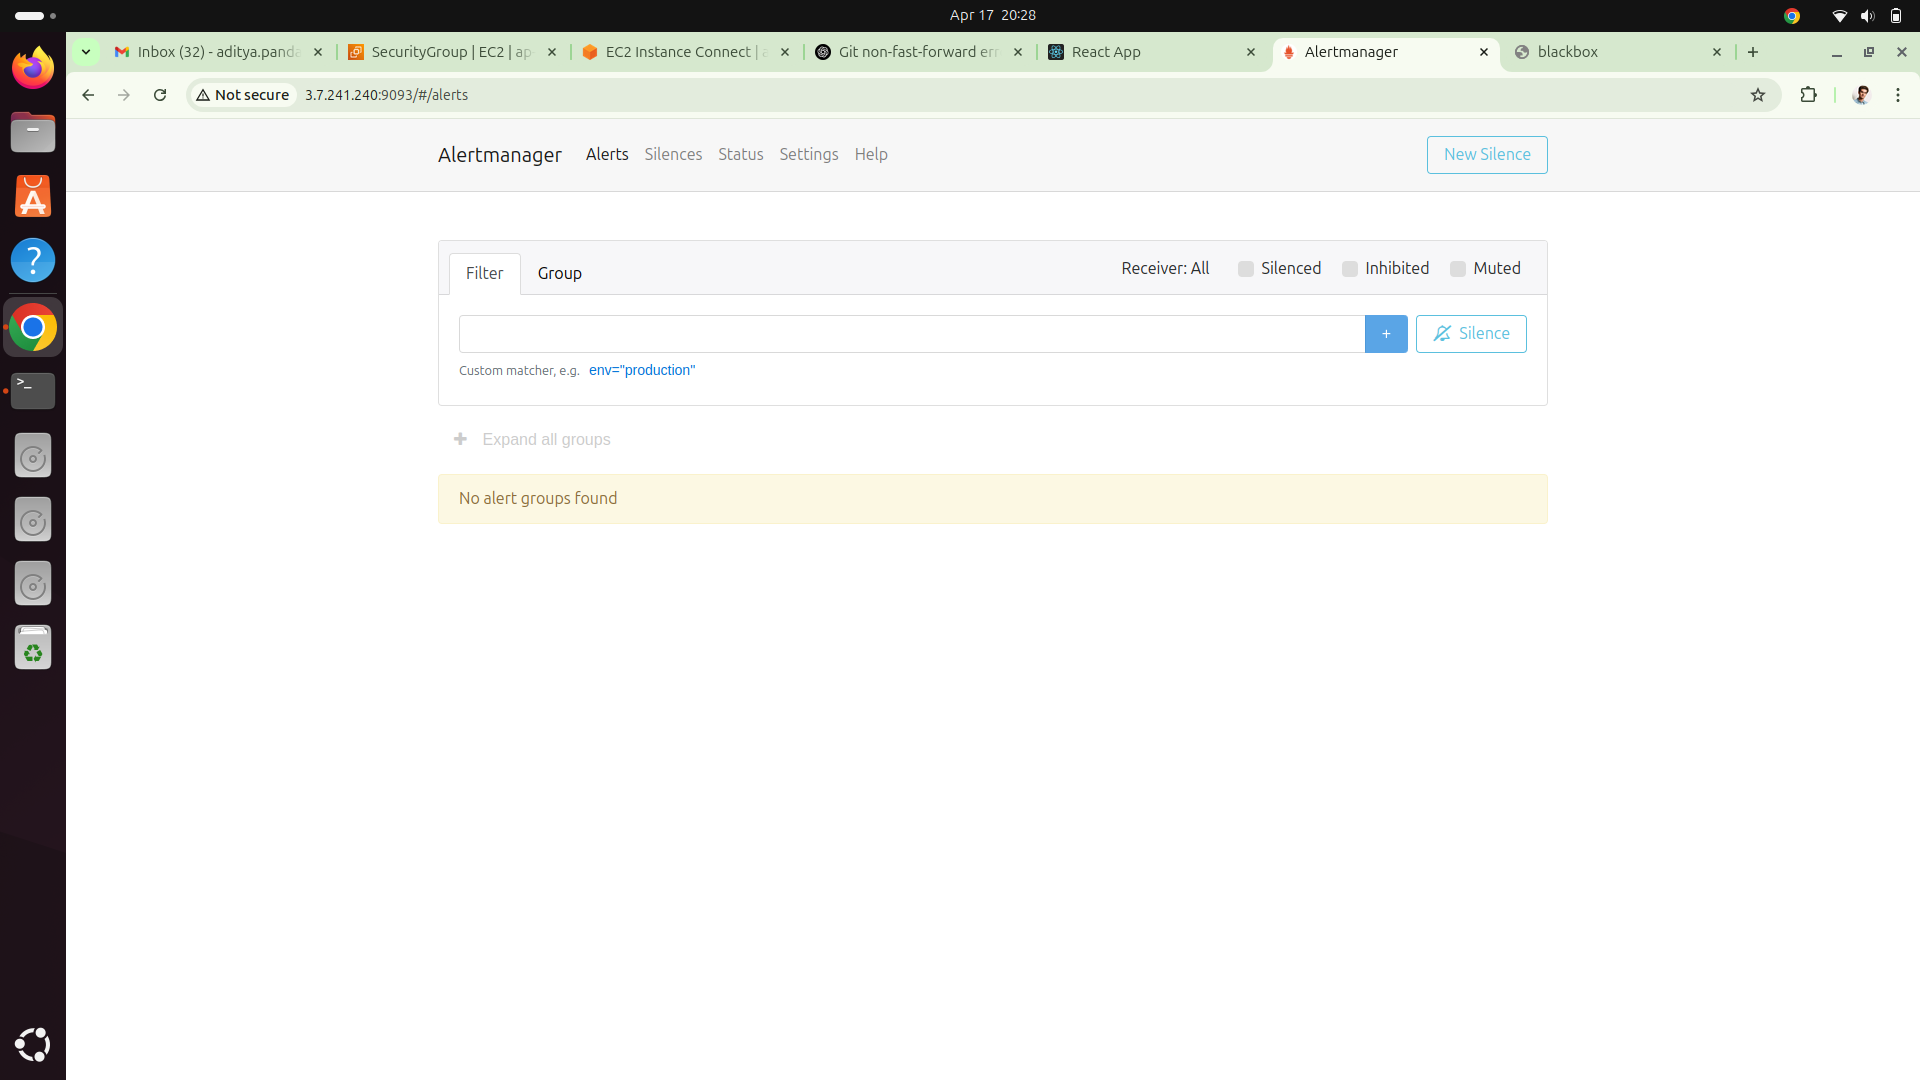 Apr 17 20:28
Inbox (32) - aditya.panda
SecurityGroup | EC2 | ap-
EC2 Instance Connect | a
Git non-fast-forward err
React App
Alertmanager
blackbox
Not secure
3.7.241.240:9093/#/alerts
Alertmanager
Alerts
Silences
Status
Settings
Help
New Silence
Filter
Group
Receiver: All
Silenced
Inhibited
Muted
+
Silence
Custom matcher, e.g. env="production"
+ Expand all groups
No alert groups found